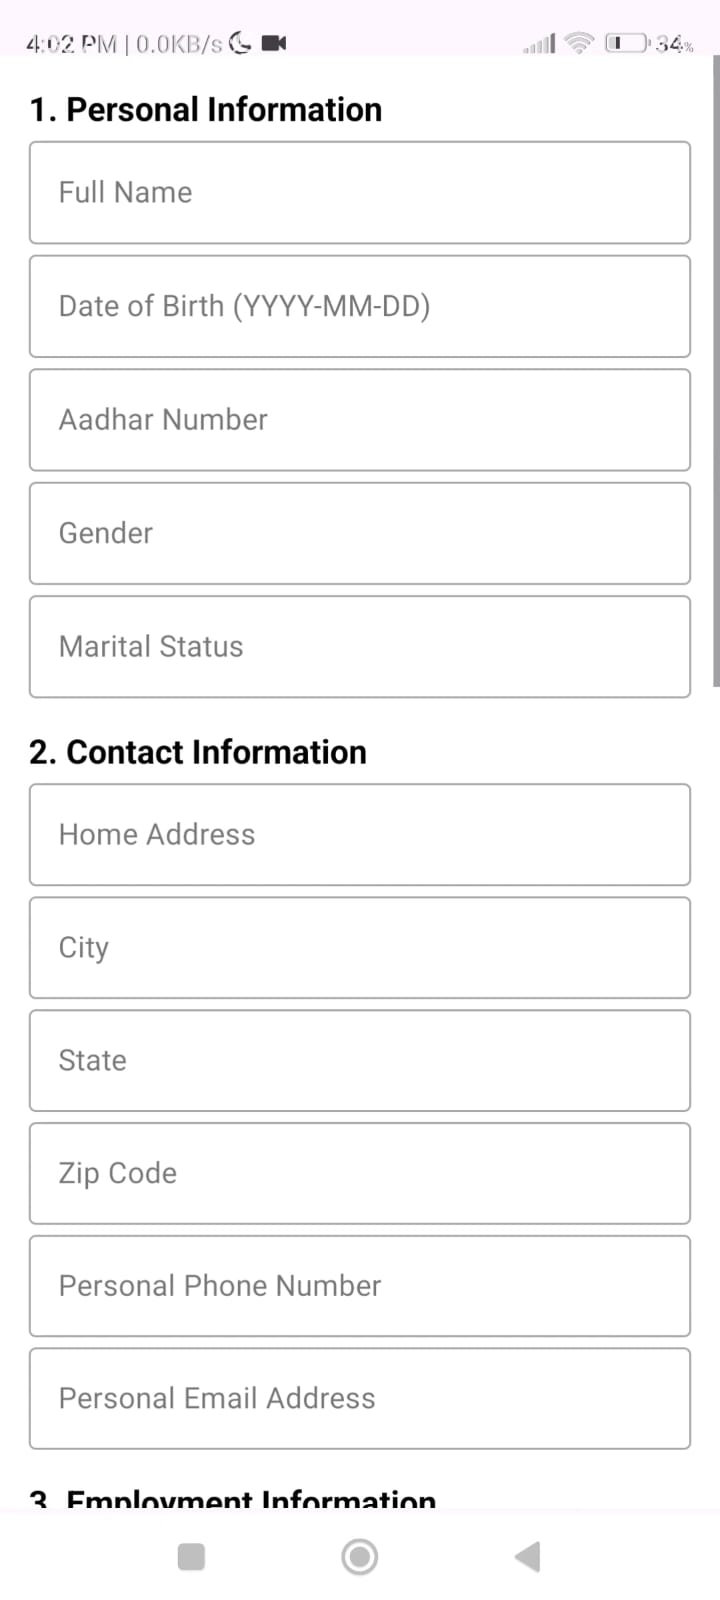 4:02 PM | 0.0KB/s
34%
1. Personal Information
Full Name
Date of Birth (YYYY-MM-DD)
Aadhar Number
Gender
Marital Status
2. Contact Information
Home Address
City
State
Zip Code
Personal Phone Number
Personal Email Address
3. Employment Information